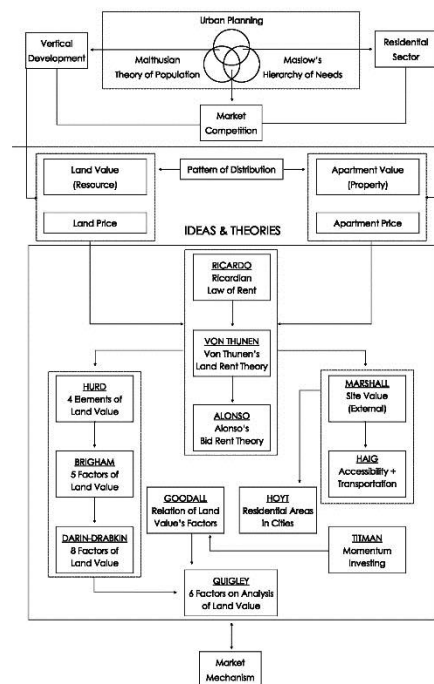 Urban Planning
Vertical
Development
Malthusian
Theory of Population
Maslow's
Hierarchy of Needs
Residential
Sector
Market
Competition
Land Value
(Resource)
Pattern of Distribution
Apartment Value
(Property)
Land Price
Apartment Price
IDEAS & THEORIES
RICARDO
Ricardian
Law of Rent
VON THUNEN
Von Thunen's
Land Rent Theory
HURD
4 Elements of
Land Value
MARSHALL
Site Value
(External)
ALONSO
Alonso's
Bid Rent Theory
BRIGHAM
5 Factors of
Land Value
HAIG
Accessibility +
Transportation
GOODALL
Relation of Land
Value's Factors
HOYT
Residential Areas
in Cities
DARIN-DRABKIN
8 Factors of
Land Value
TITMAN
Momentum
Investing
QUIGLEY
6 Factors on Analysis
of Land Value
Market
Mechanism